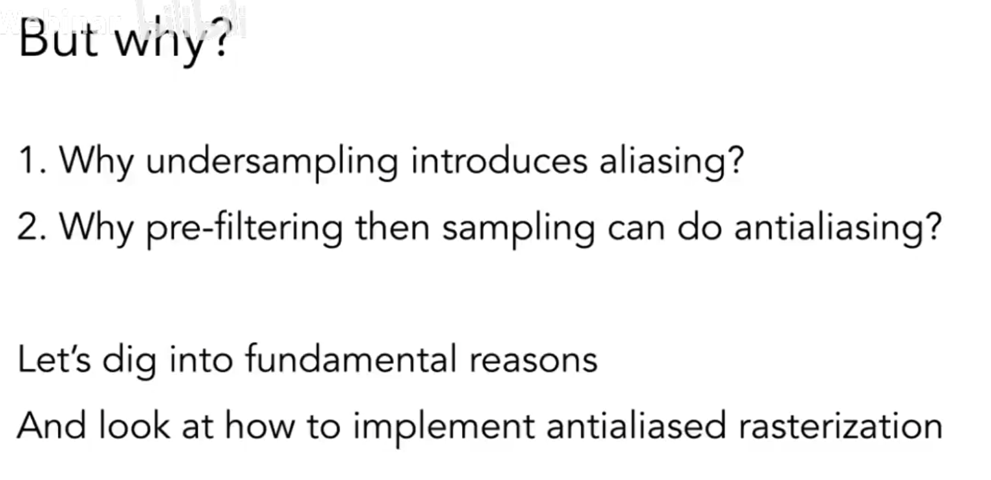 But why?
1. Why undersampling introduces aliasing?
2. Why pre-filtering then sampling can do antialiasing?
Let's dig into fundamental reasons
And look at how to implement antialiased rasterization